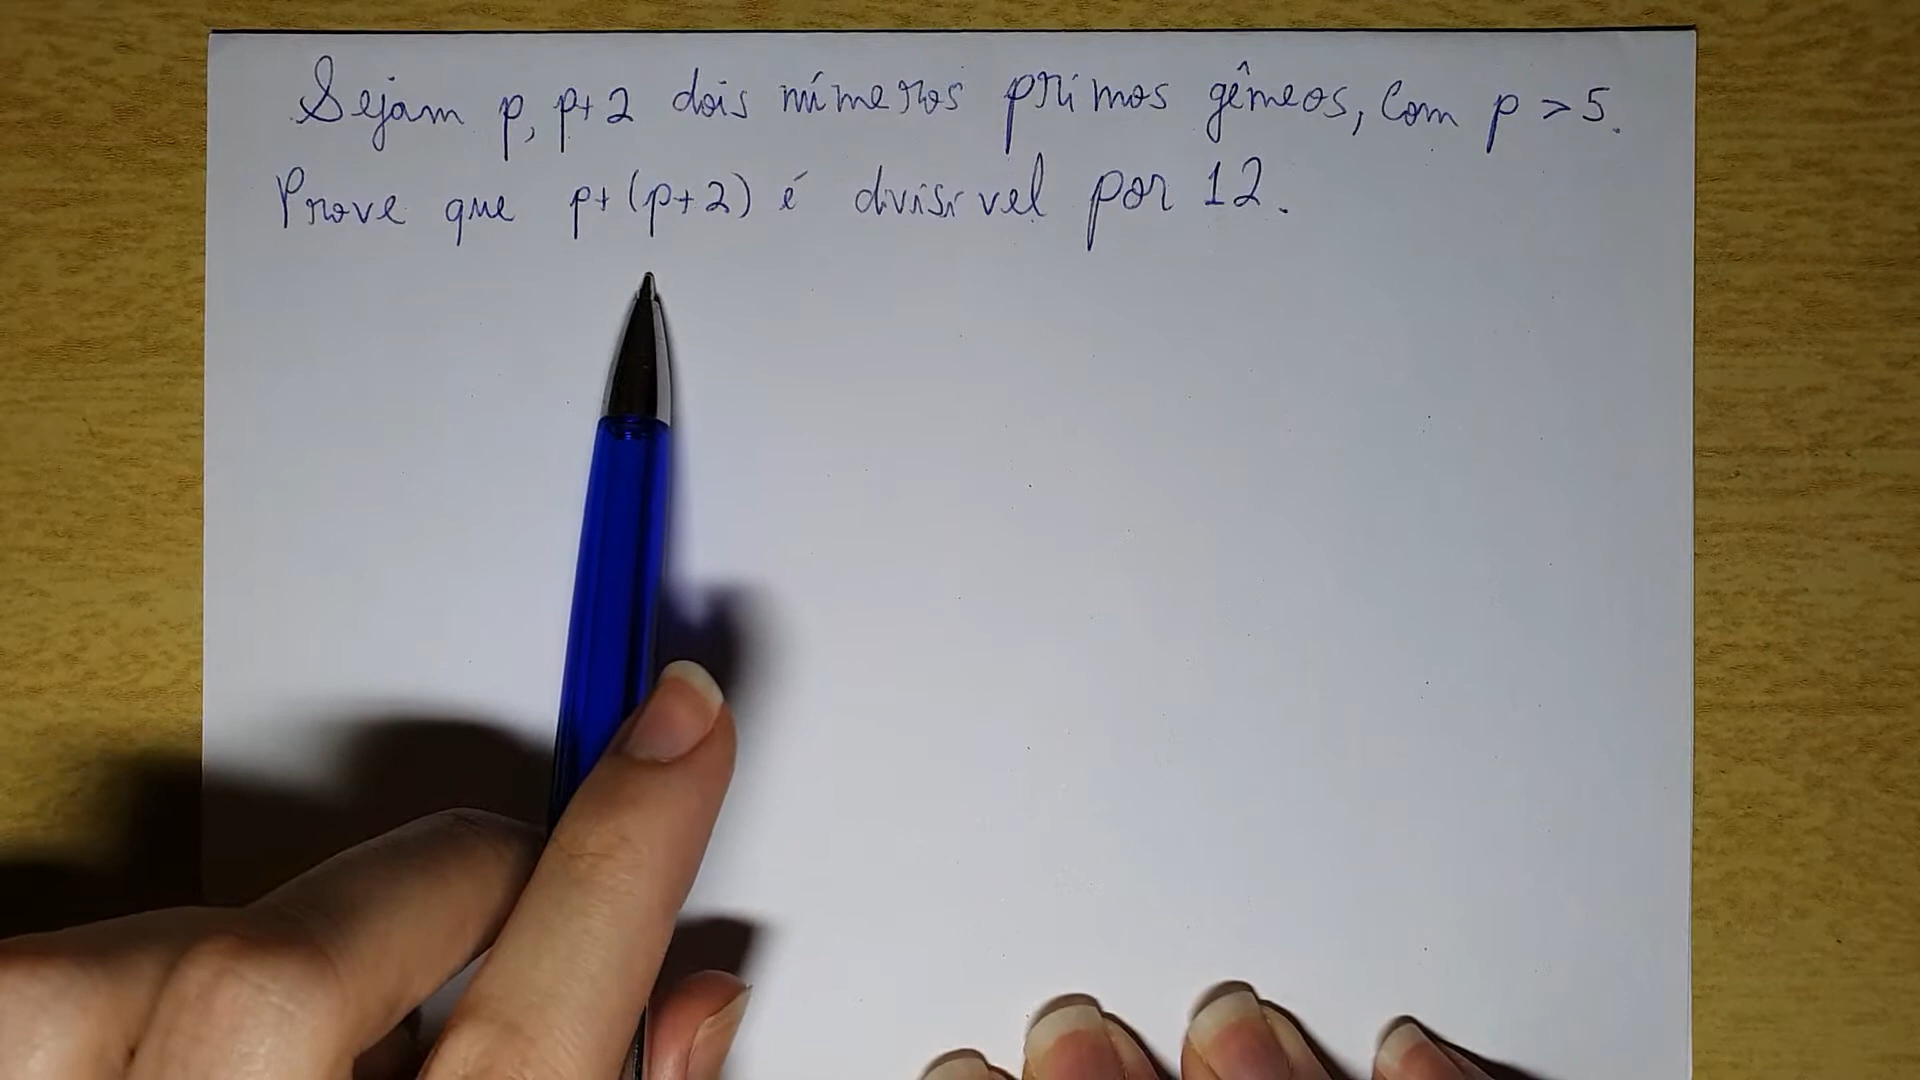 Sejam p, p+2 dois números primos gêmeos, com p > 5.
Prove que p+(p+2) é divisível por 12.